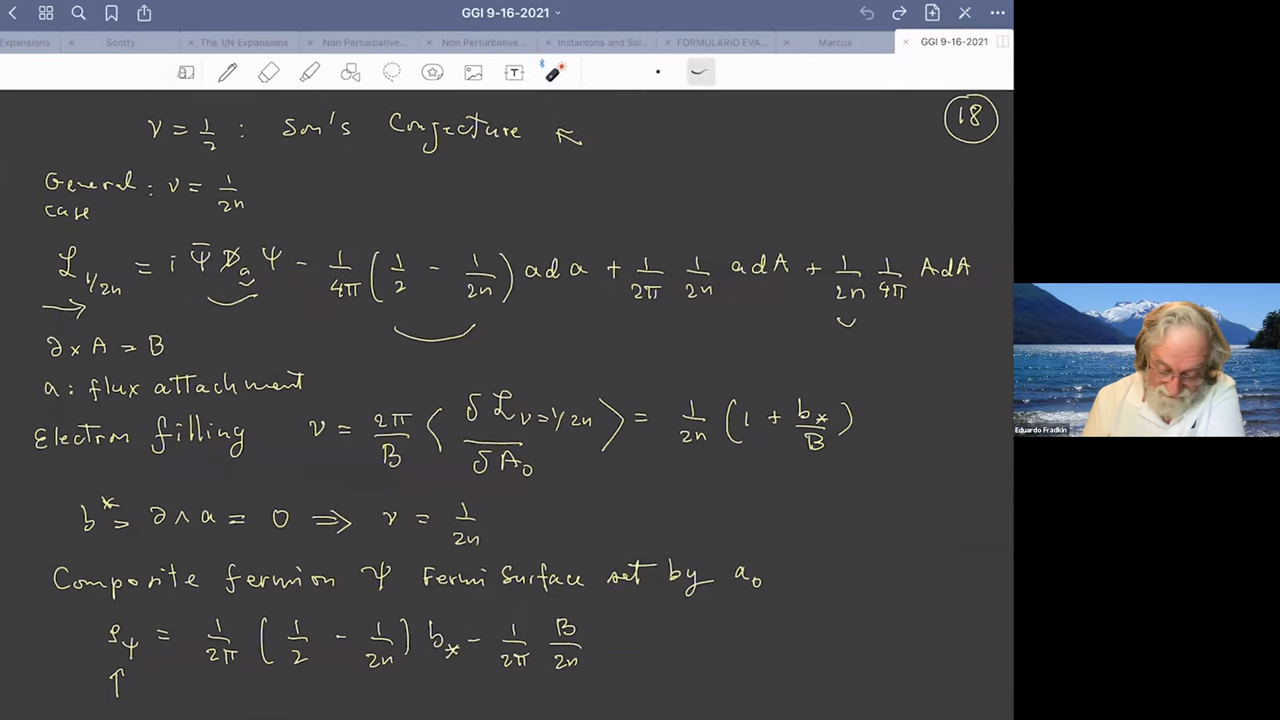 GGI 9-16-2021
Expansions × Scotty × The 1/N Expansions × Non Perturbative... × Non Perturbative... × Instantons and Sol... × FORMULARIO EVA... × Marcus × GGI 9-16-2021
ν = 1/2 : Son's Conjecture ↖
18
General case : ν = 1/2n
ℒ_{1/2n} = i Ψ̄ D̸_a Ψ − 1/4π (1/2 − 1/2n) a d a + 1/2π 1/2n a d A + 1/2n 1/4π A d A
∂ × A = B
a : flux attachment
Electron filling ν = 2π/B ⟨ δℒ_{ν=1/2n} / δA₀ ⟩ = 1/2n (1 + b_*/B)
b^* = ∂ ∧ a = 0 ⇒ ν = 1/2n
Composite fermion Ψ Fermi Surface set by a₀
ρ_ψ = 1/2π (1/2 − 1/2n) b_* − 1/2π B/2n
↑
Eduardo Fradkin